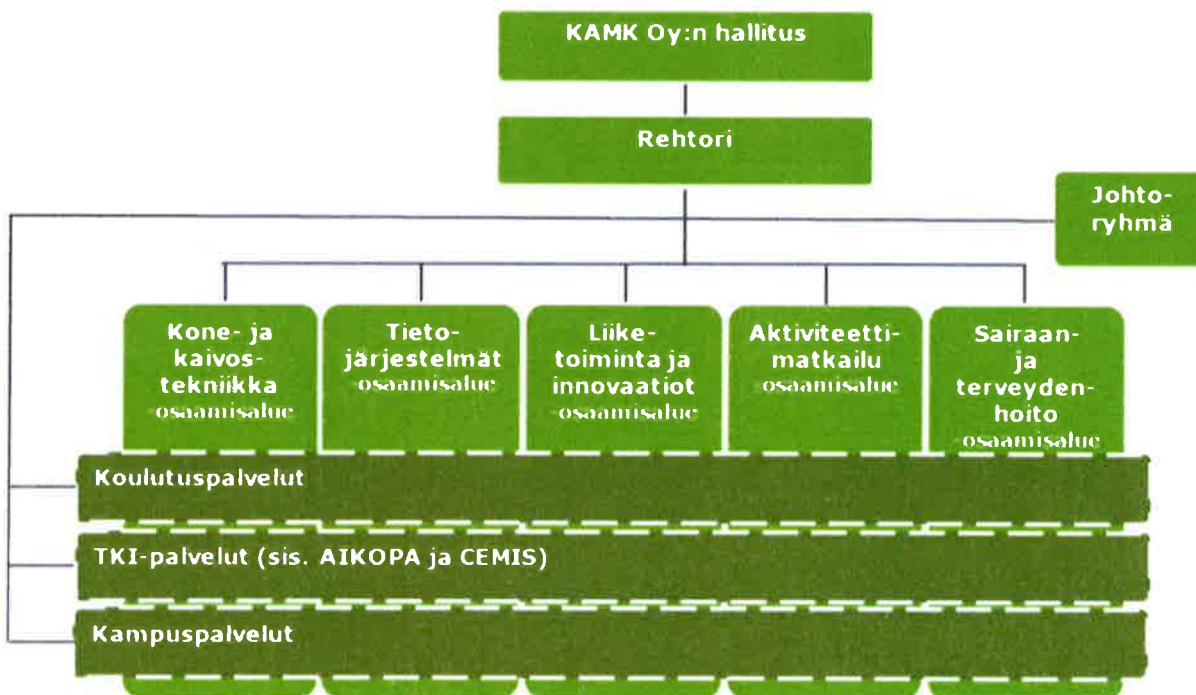 KAMK Oy:n hallitus
Rehtori
Johto-
ryhmä
Kone- ja
kaivos-
tekniikka
osaamisalue
Tieto-
järjestelmät
osaamisalue
Liike-
toiminta ja
innovaatiot
osaamisalue
Aktiviteetti-
matkailu
osaamisalue
Sairaan-
ja
terveyden-
hoito
osaamisalue
Koulutuspalvelut
TKI-palvelut (sis. AIKOPA ja CEMIS)
Kampuspalvelut